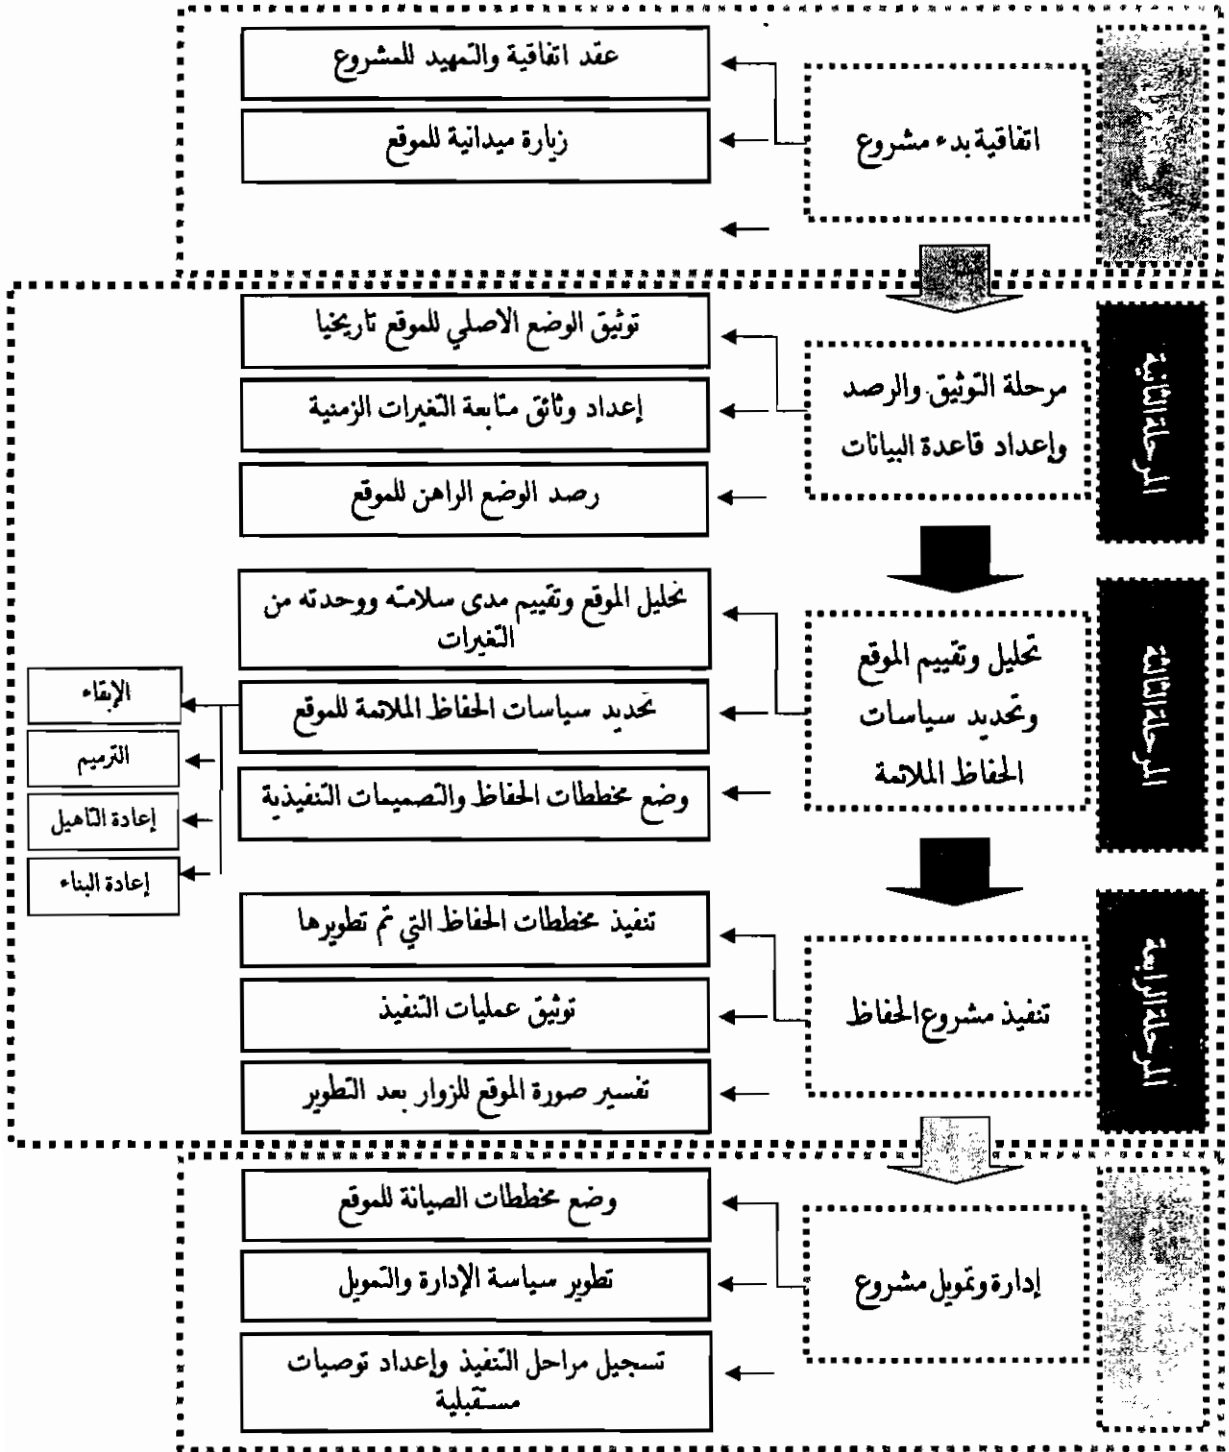 اتفاقية بدء مشروع
عقد اتفاقية والتمهيد للمشروع
زيارة ميدانية للموقع
المرحلة الثانية
مرحلة التوثيق والرصد
وإعداد قاعدة البيانات
توثيق الوضع الاصلي للموقع تاريخيا
إعداد وثائق متابعة التغيرات الزمنية
رصد الوضع الراهن للموقع
المرحلة الثالثة
تحليل وتقييم الموقع
وتحديد سياسات
الحفاظ الملائمة
تحليل الموقع وتقييم مدى سلامته ووحدته من
التغيرات
تحديد سياسات الحفاظ الملائمة للموقع
وضع مخططات الحفاظ والتصميمات التنفيذية
الإبقاء
الترميم
إعادة التاهيل
إعادة البناء
المرحلة الرابعة
تنفيذ مشروع الحفاظ
تنفيذ مخططات الحفاظ التي تم تطويرها
توثيق عمليات التنفيذ
تفسير صورة الموقع للزوار بعد التطوير
إدارة وتمويل مشروع
وضع مخططات الصيانة للموقع
تطوير سياسة الإدارة والتمويل
تسجيل مراحل التنفيذ وإعداد توصيات
مستقبلية